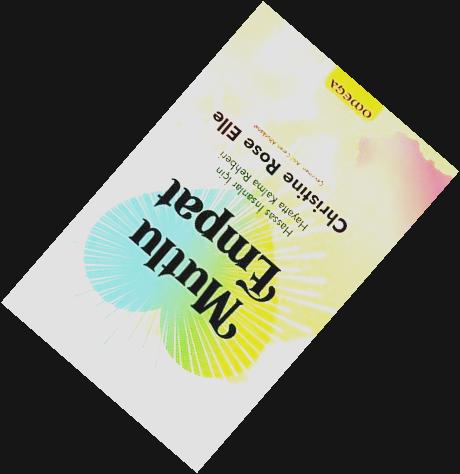 Mutlu
Empat
Hassas İnsanlar İçin
Hayatta Kalma Rehberi
Christine Rose Elle
omega